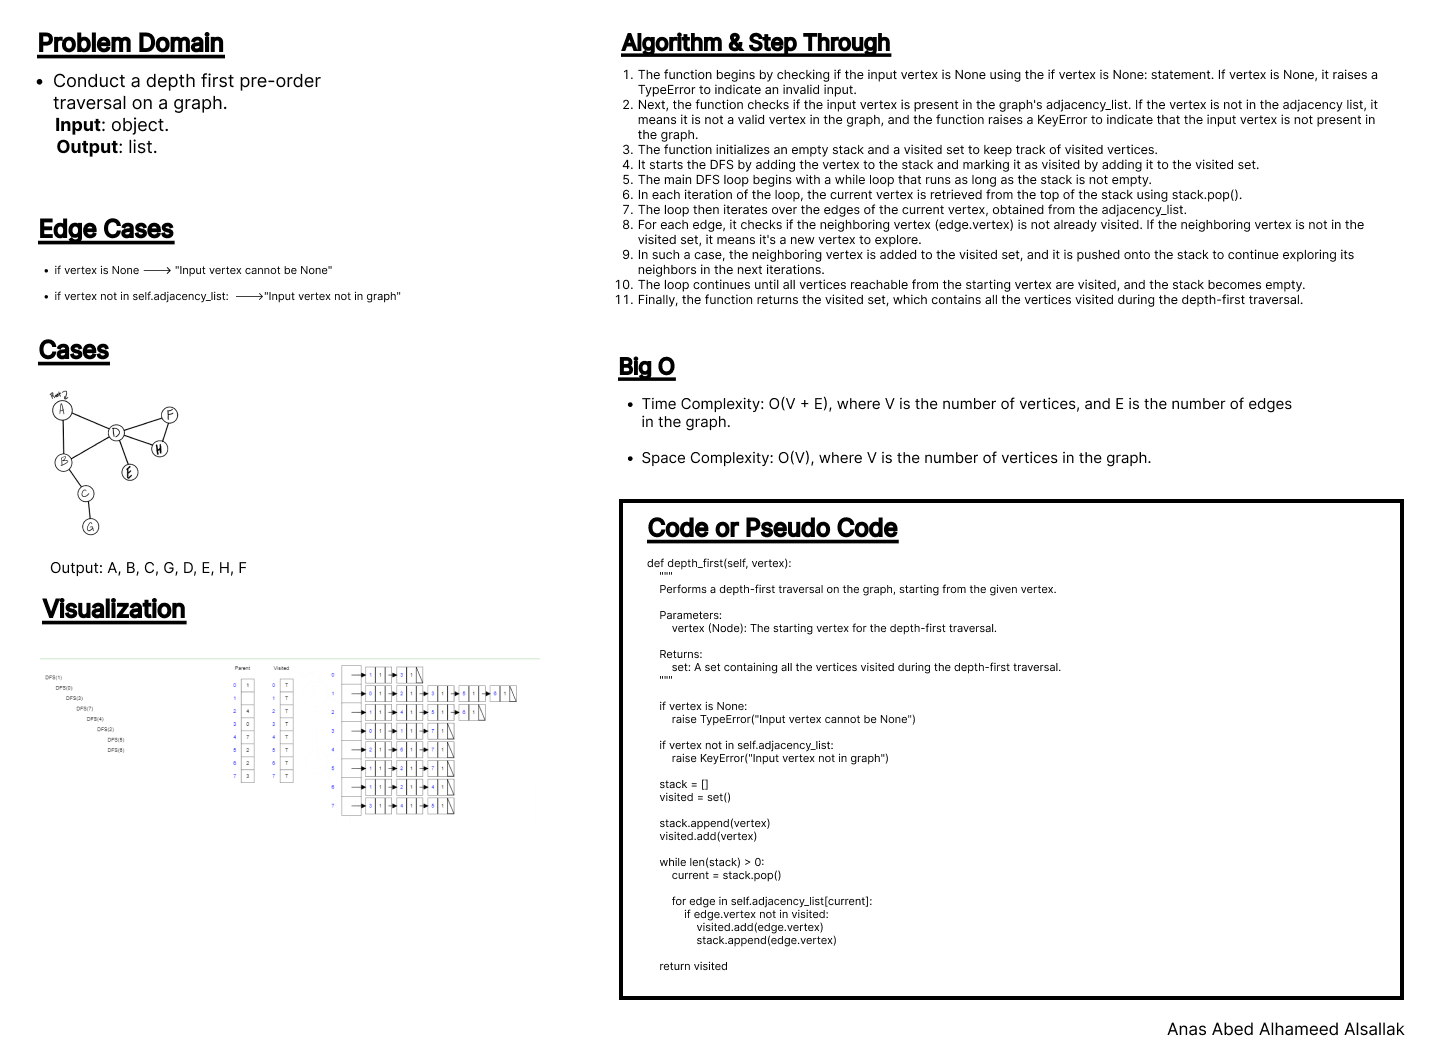 Problem Domain
• Conduct a depth first pre-order
traversal on a graph.
Input: object.
Output: list.
Edge Cases
• if vertex is None ⟶ "Input vertex cannot be None"
• if vertex not in self.adjacency_list: ⟶"Input vertex not in graph"
Cases
Root
A
F
D
H
B
E
C
G
Output: A, B, C, G, D, E, H, F
Visualization
DFS(1)
DFS(0)
DFS(3)
DFS(7)
DFS(4)
DFS(2)
DFS(5)
DFS(6)
Parent Visited
0 1 0 T
1 1 T
2 4 2 T
3 0 3 T
4 7 4 T
5 2 5 T
6 2 6 T
7 3 7 T
Algorithm & Step Through
1. The function begins by checking if the input vertex is None using the if vertex is None: statement. If vertex is None, it raises a
TypeError to indicate an invalid input.
2. Next, the function checks if the input vertex is present in the graph's adjacency_list. If the vertex is not in the adjacency list, it
means it is not a valid vertex in the graph, and the function raises a KeyError to indicate that the input vertex is not present in
the graph.
3. The function initializes an empty stack and a visited set to keep track of visited vertices.
4. It starts the DFS by adding the vertex to the stack and marking it as visited by adding it to the visited set.
5. The main DFS loop begins with a while loop that runs as long as the stack is not empty.
6. In each iteration of the loop, the current vertex is retrieved from the top of the stack using stack.pop().
7. The loop then iterates over the edges of the current vertex, obtained from the adjacency_list.
8. For each edge, it checks if the neighboring vertex (edge.vertex) is not already visited. If the neighboring vertex is not in the
visited set, it means it's a new vertex to explore.
9. In such a case, the neighboring vertex is added to the visited set, and it is pushed onto the stack to continue exploring its
neighbors in the next iterations.
10. The loop continues until all vertices reachable from the starting vertex are visited, and the stack becomes empty.
11. Finally, the function returns the visited set, which contains all the vertices visited during the depth-first traversal.
Big O
• Time Complexity: O(V + E), where V is the number of vertices, and E is the number of edges
in the graph.
• Space Complexity: O(V), where V is the number of vertices in the graph.
Code or Pseudo Code
def depth_first(self, vertex):
"""
Performs a depth-first traversal on the graph, starting from the given vertex.
Parameters:
vertex (Node): The starting vertex for the depth-first traversal.
Returns:
set: A set containing all the vertices visited during the depth-first traversal.
"""
if vertex is None:
raise TypeError("Input vertex cannot be None")
if vertex not in self.adjacency_list:
raise KeyError("Input vertex not in graph")
stack = []
visited = set()
stack.append(vertex)
visited.add(vertex)
while len(stack) > 0:
current = stack.pop()
for edge in self.adjacency_list[current]:
if edge.vertex not in visited:
visited.add(edge.vertex)
stack.append(edge.vertex)
return visited
Anas Abed Alhameed Alsallak